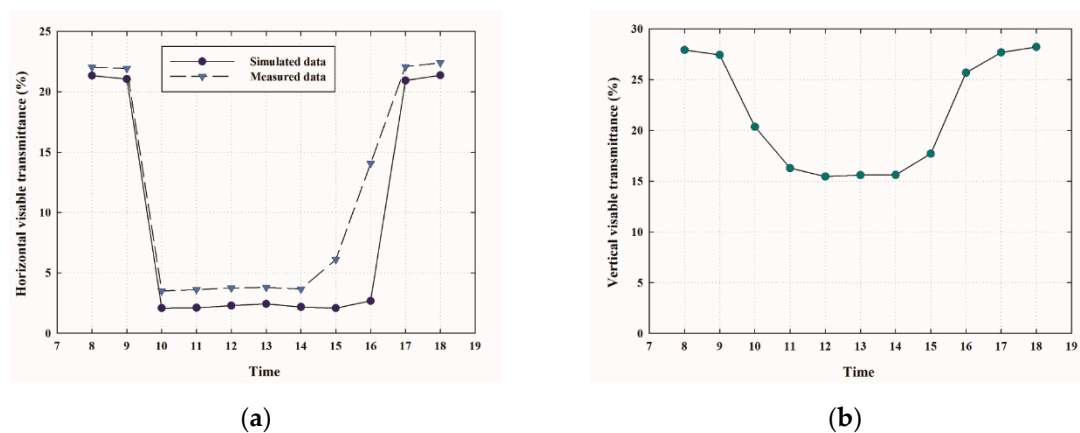 Horizontal visable transmittance (%)
25
20
15
10
5
0
Simulated data
Measured data
7 8 9 10 11 12 13 14 15 16 17 18 19
Time
(a)
Vertical visable transmittance (%)
30
25
20
15
10
5
0
7 8 9 10 11 12 13 14 15 16 17 18 19
Time
(b)